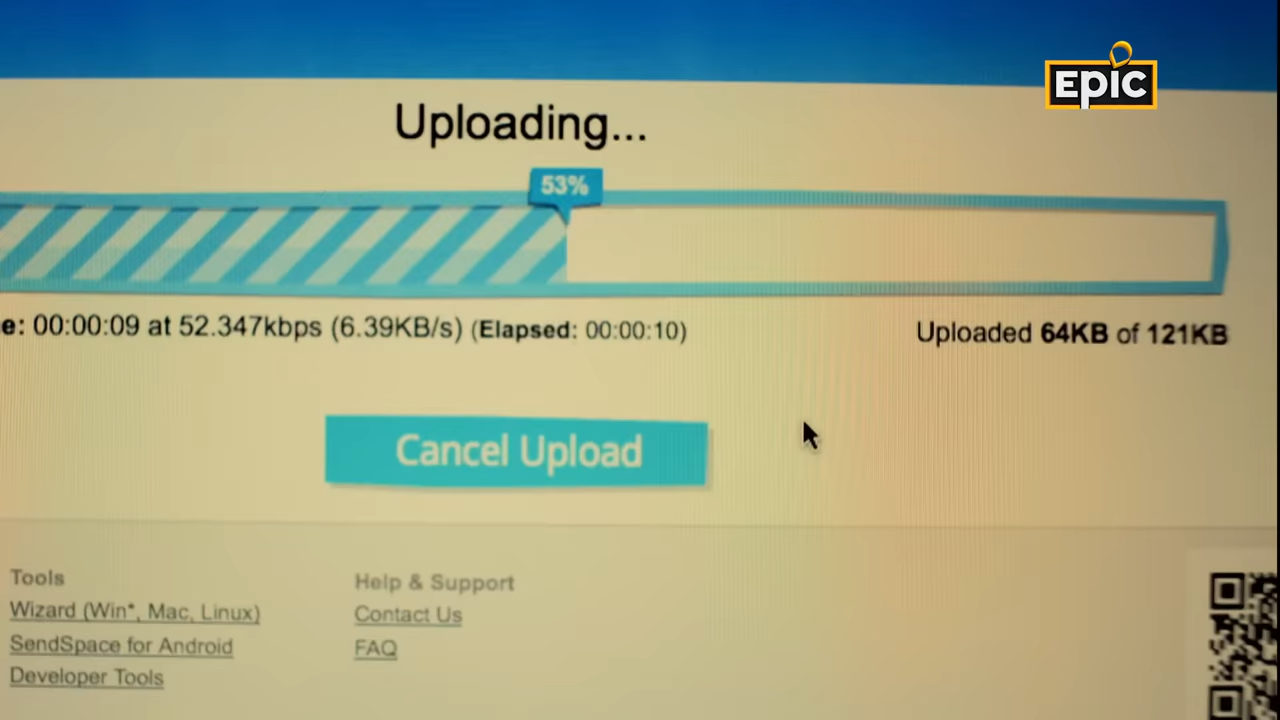 EPIC
Uploading...
53%
e: 00:00:09 at 52.347kbps (6.39KB/s) (Elapsed: 00:00:10)
Uploaded 64KB of 121KB
Cancel Upload
Tools
Wizard (Win*, Mac, Linux)
SendSpace for Android
Developer Tools
Help & Support
Contact Us
FAQ